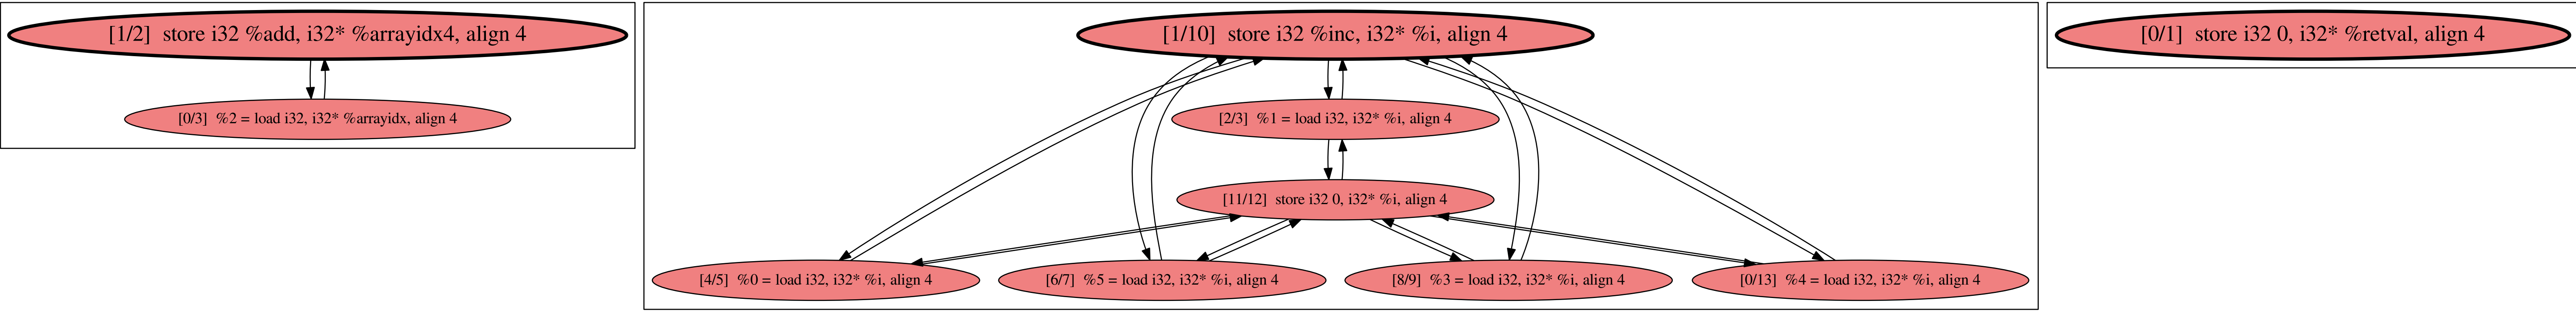 [1/2] store i32 %add, i32* %arrayidx4, align 4
[0/3] %2 = load i32, i32* %arrayidx, align 4
[1/10] store i32 %inc, i32* %i, align 4
[2/3] %1 = load i32, i32* %i, align 4
[11/12] store i32 0, i32* %i, align 4
[4/5] %0 = load i32, i32* %i, align 4
[6/7] %5 = load i32, i32* %i, align 4
[8/9] %3 = load i32, i32* %i, align 4
[0/13] %4 = load i32, i32* %i, align 4
[0/1] store i32 0, i32* %retval, align 4